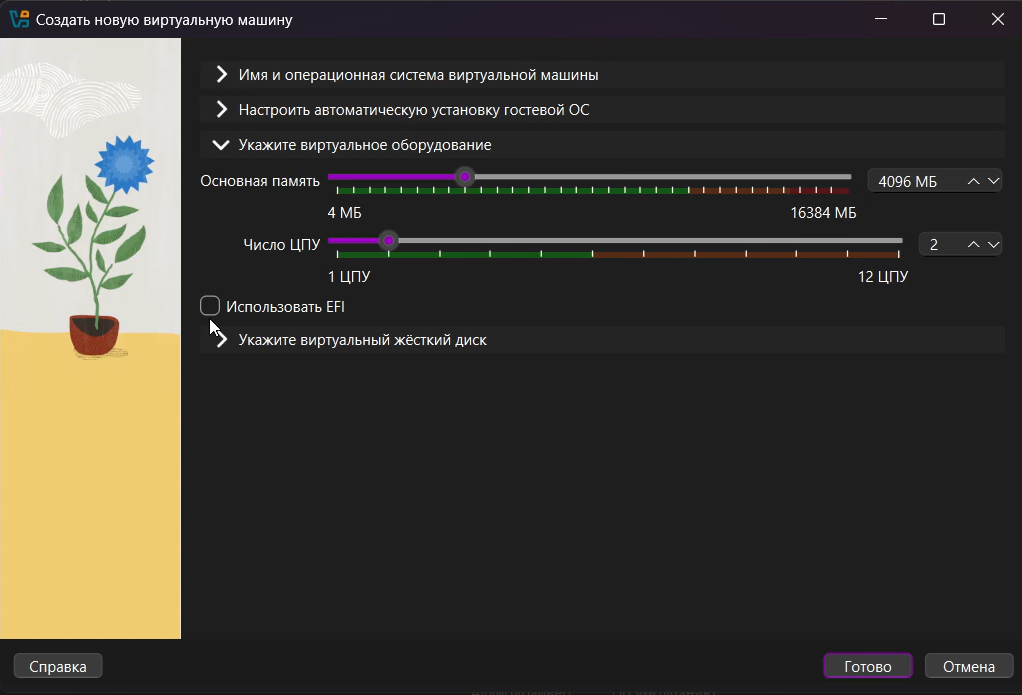 Создать новую виртуальную машину
Имя и операционная система виртуальной машины
Настроить автоматическую установку гостевой ОС
Укажите виртуальное оборудование
Основная память 4096 МБ
4 МБ 16384 МБ
Число ЦПУ 2
1 ЦПУ 12 ЦПУ
Использовать EFI
Укажите виртуальный жёсткий диск
Справка Готово Отмена